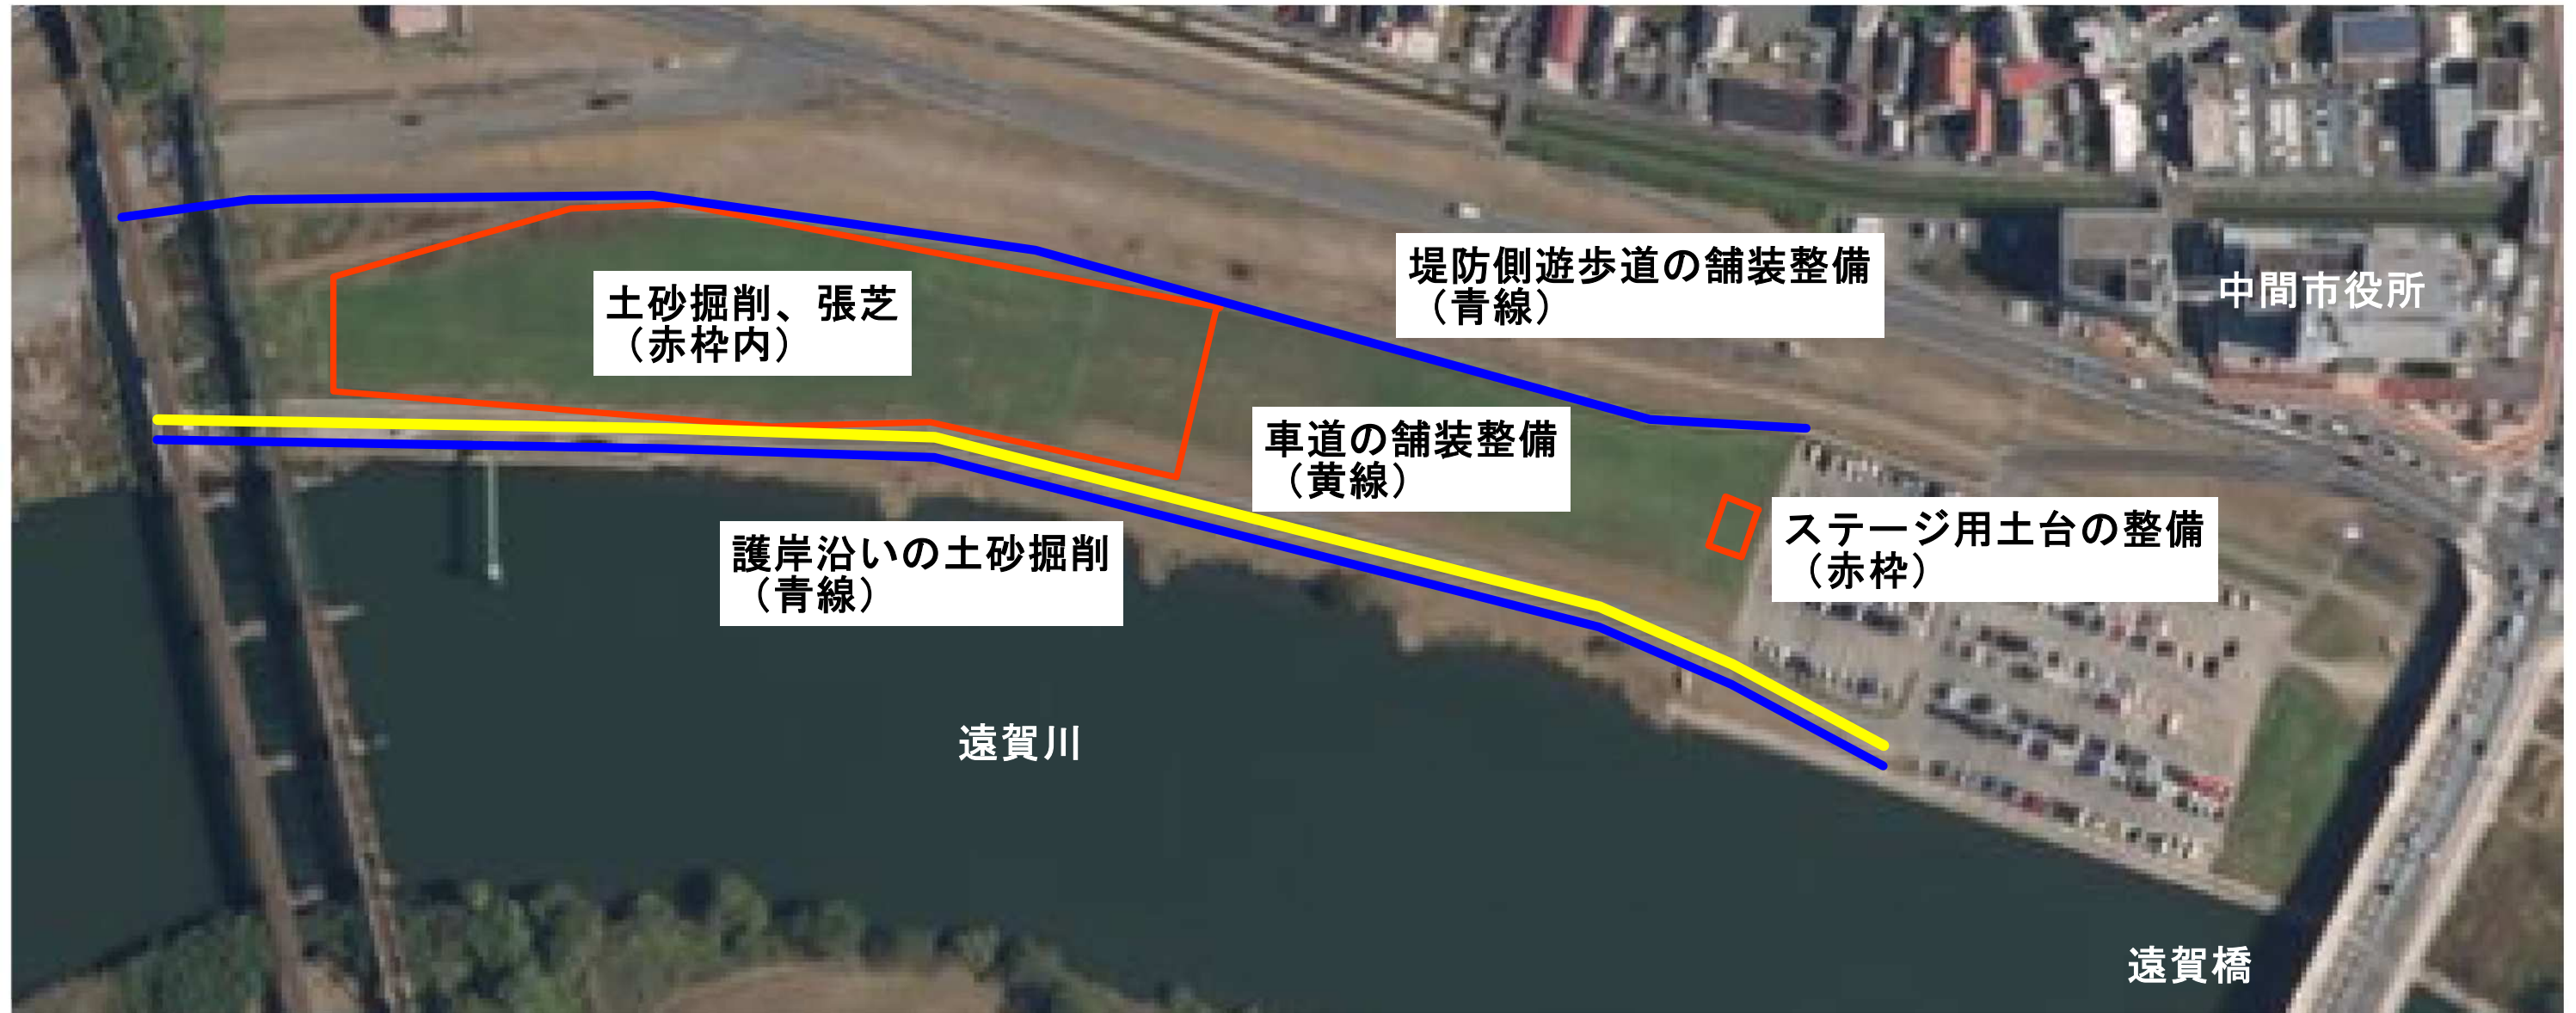 堤防側遊歩道の舗装整備
（青線）
中間市役所
土砂掘削、張芝
（赤枠内）
車道の舗装整備
（黄線）
ステージ用土台の整備
（赤枠）
護岸沿いの土砂掘削
（青線）
遠賀川
遠賀橋